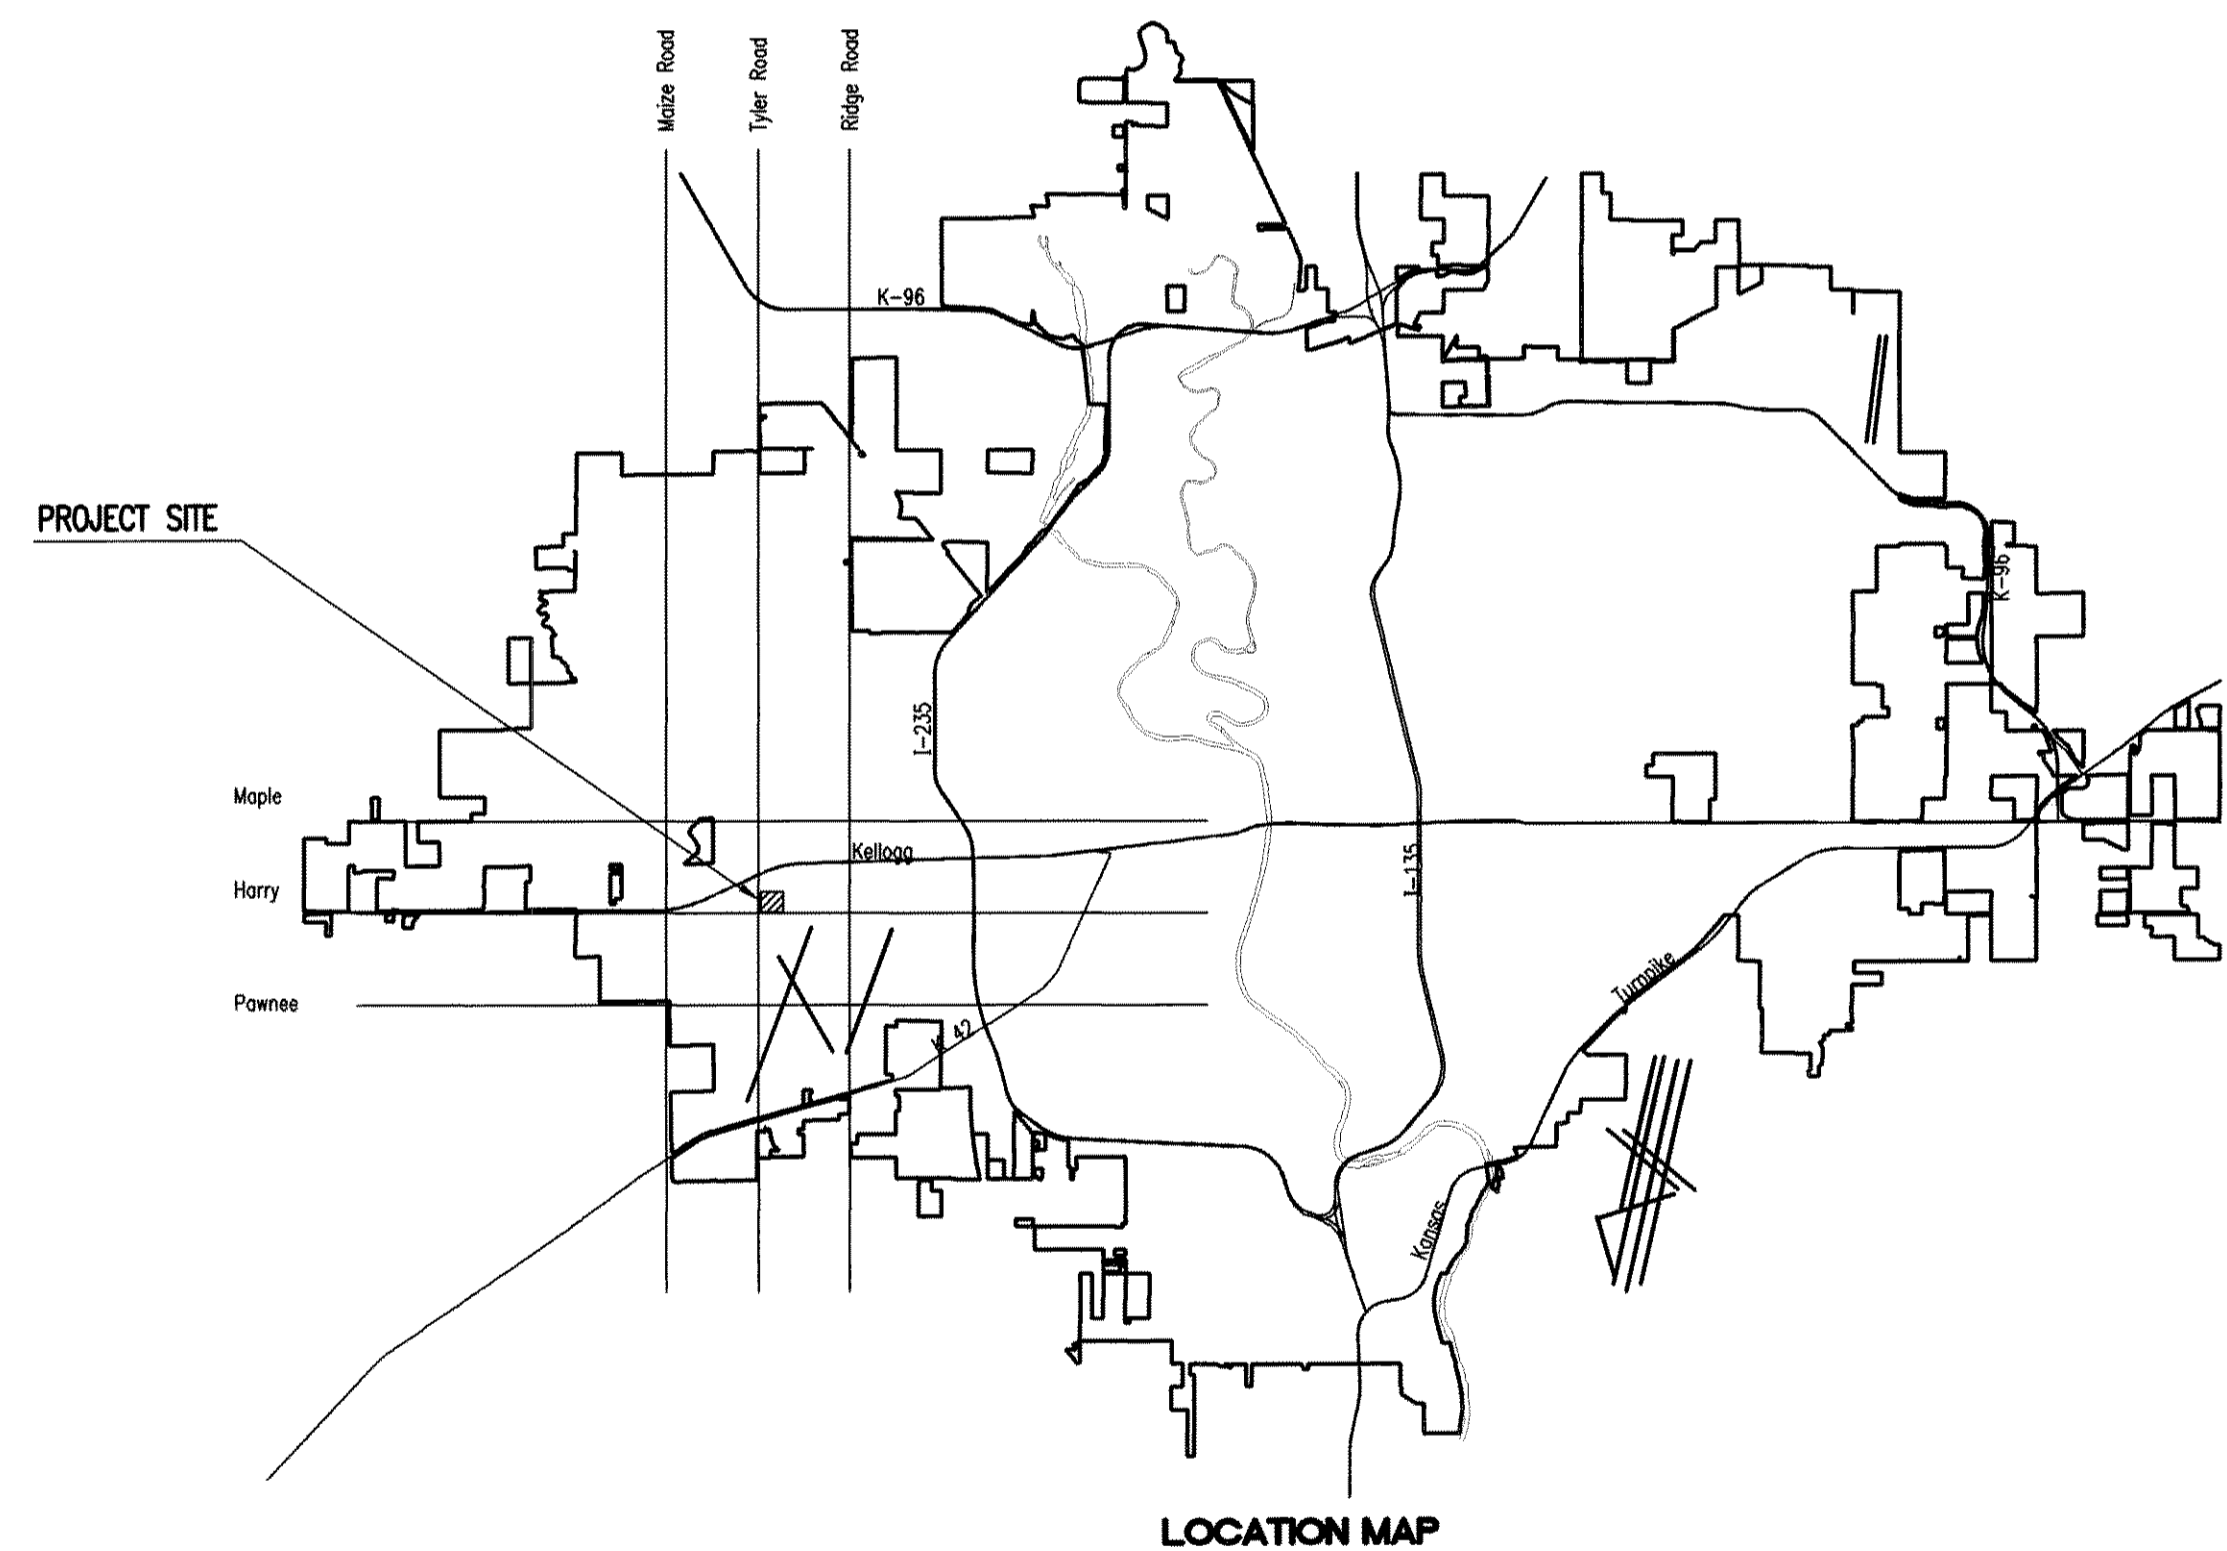 Maize Road
Tyler Road
Ridge Road
K-96
PROJECT SITE
K-96
I-235
Maple
Kellogg
I-135
Harry
Turnpike
Pawnee
K 42
Kansas
LOCATION MAP